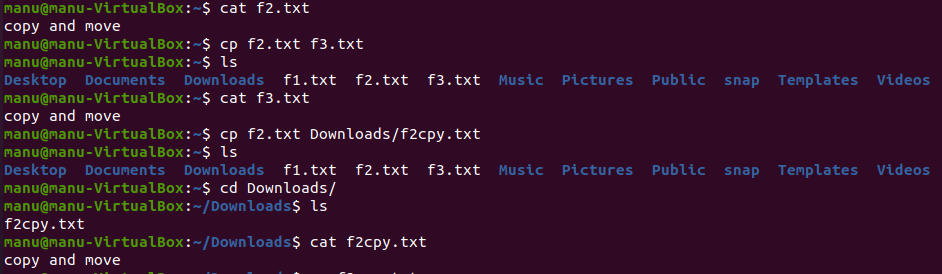 manu@manu-VirtualBox:~$ cat f2.txt
copy and move
manu@manu-VirtualBox:~$ cp f2.txt f3.txt
manu@manu-VirtualBox:~$ ls
Desktop  Documents  Downloads  f1.txt  f2.txt  f3.txt  Music  Pictures  Public  snap  Templates  Videos
manu@manu-VirtualBox:~$ cat f3.txt
copy and move
manu@manu-VirtualBox:~$ cp f2.txt Downloads/f2cpy.txt
manu@manu-VirtualBox:~$ ls
Desktop  Documents  Downloads  f1.txt  f2.txt  f3.txt  Music  Pictures  Public  snap  Templates  Videos
manu@manu-VirtualBox:~$ cd Downloads/
manu@manu-VirtualBox:~/Downloads$ ls
f2cpy.txt
manu@manu-VirtualBox:~/Downloads$ cat f2cpy.txt
copy and move